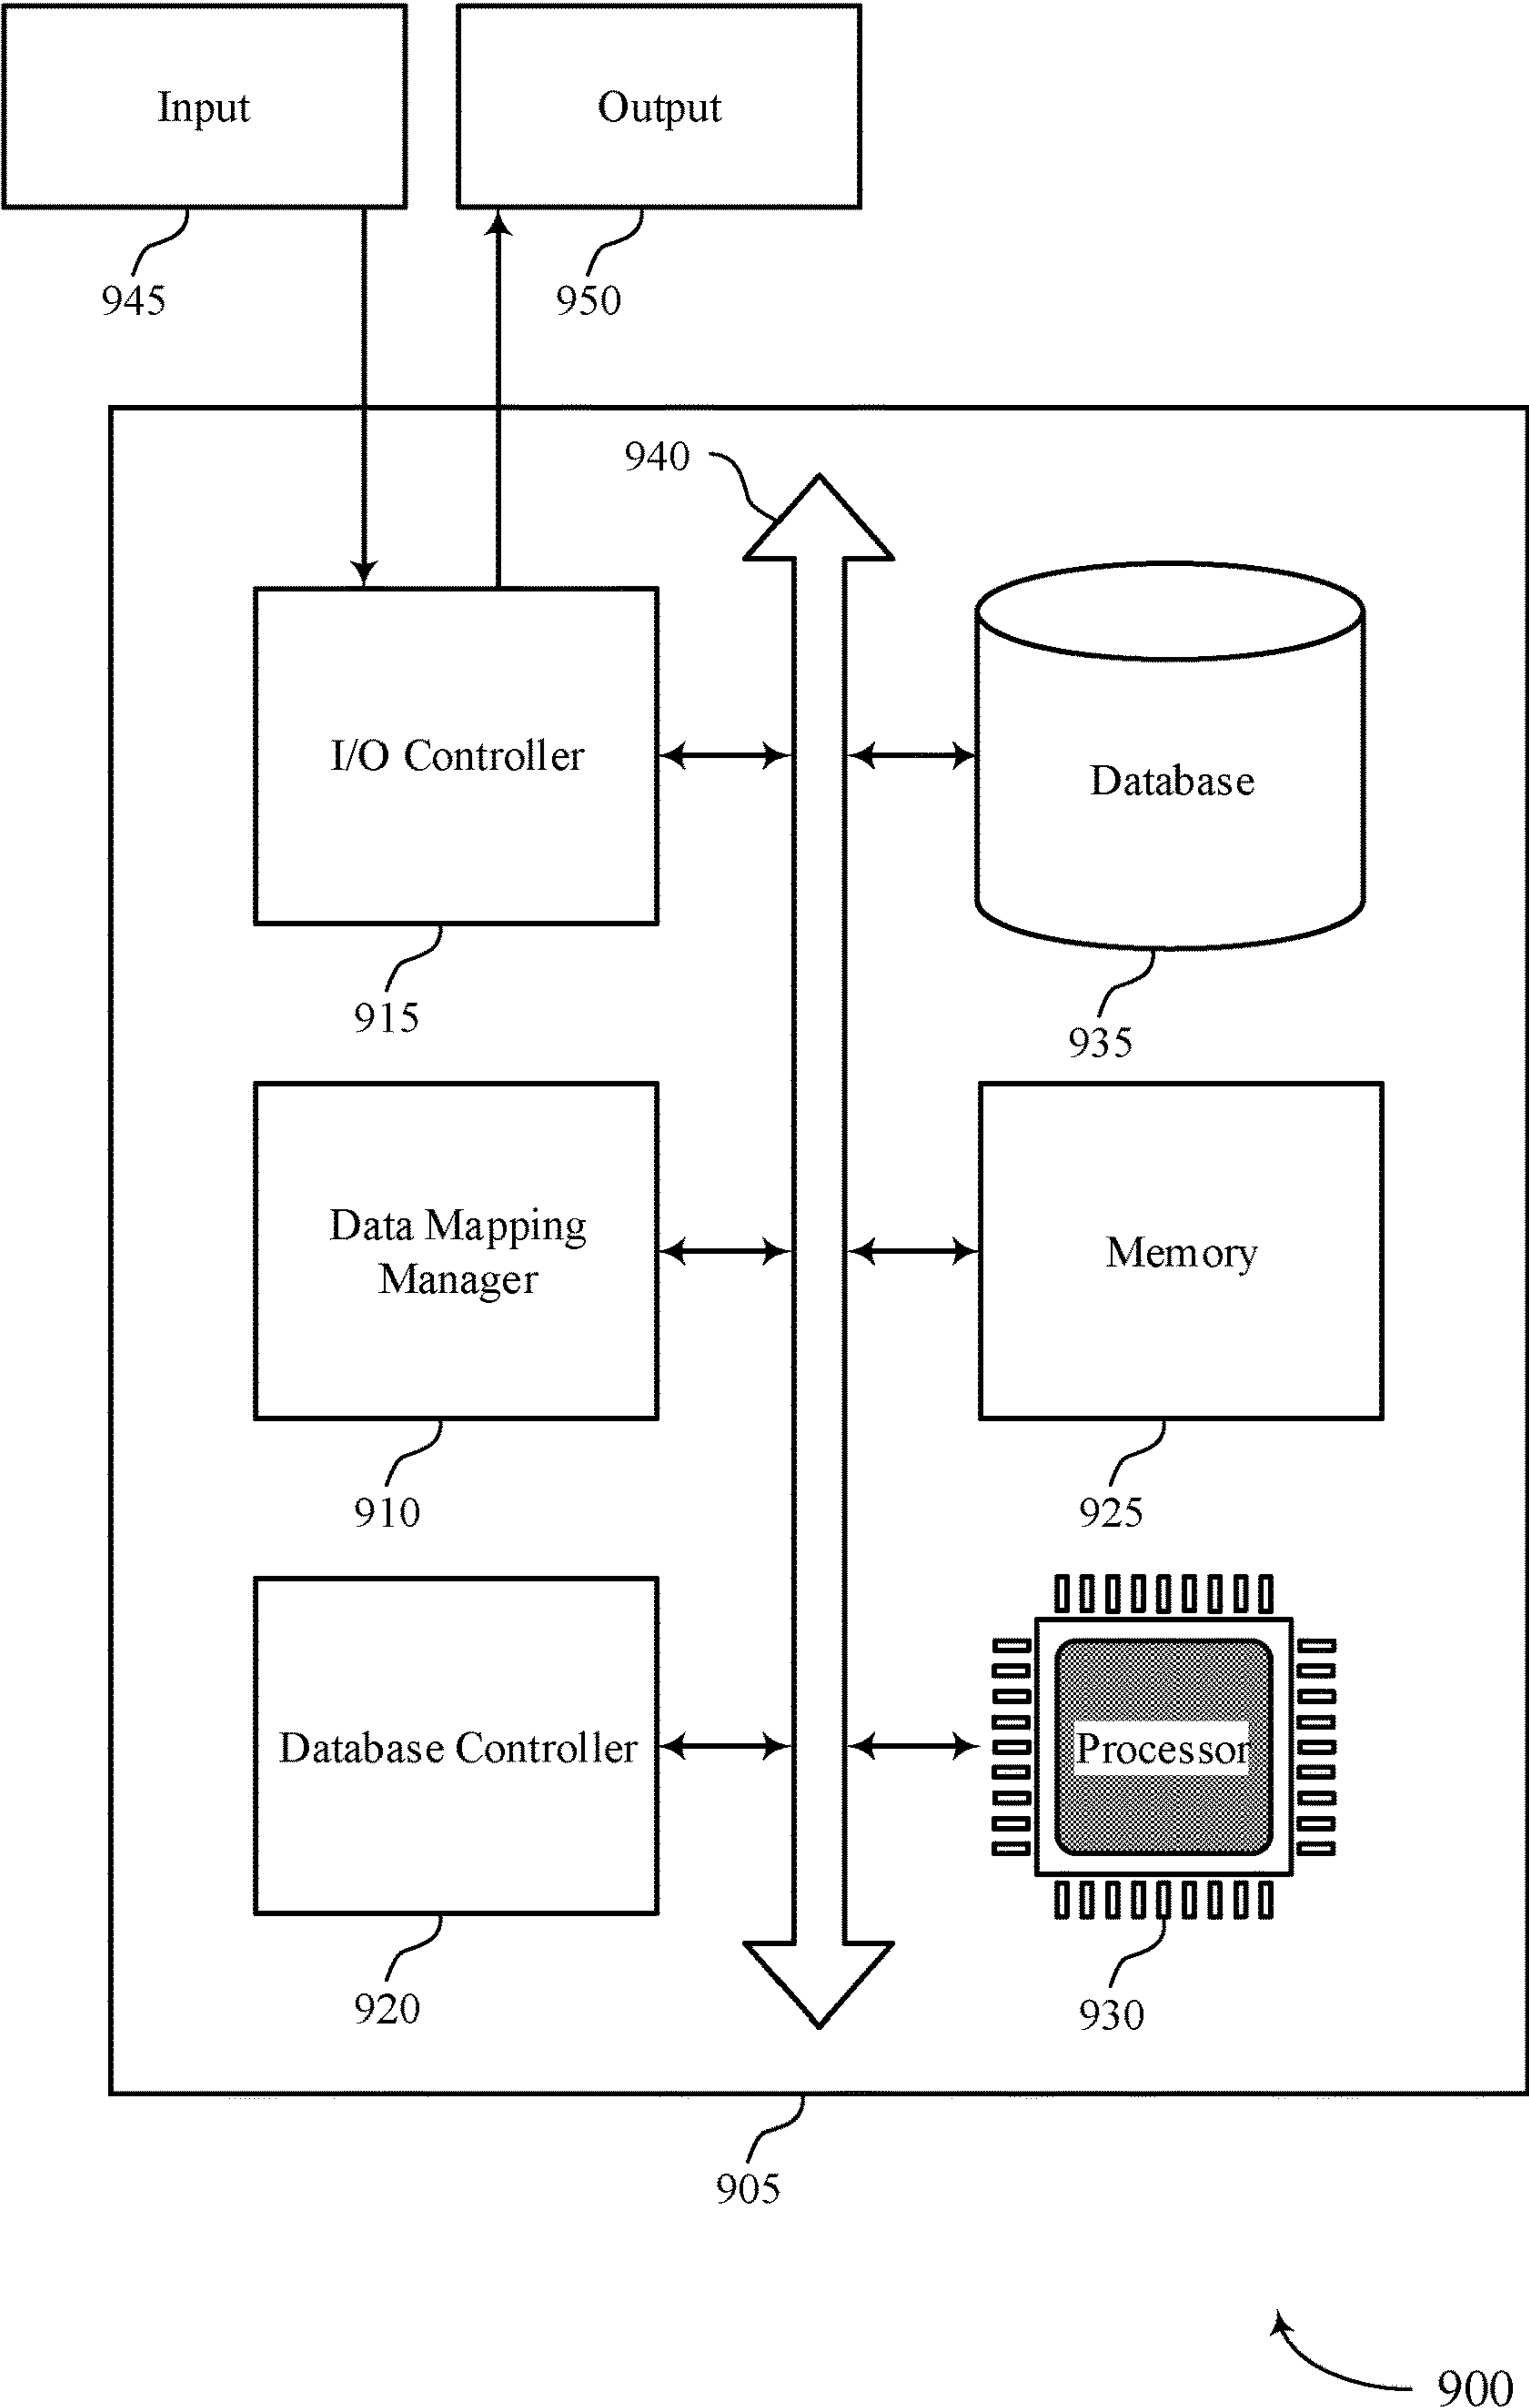 Input
Output
945
950
940
I/O Controller
Database
915
935
Data Mapping
Manager
Memory
910
925
Database Controller
Processor
920
930
905
900